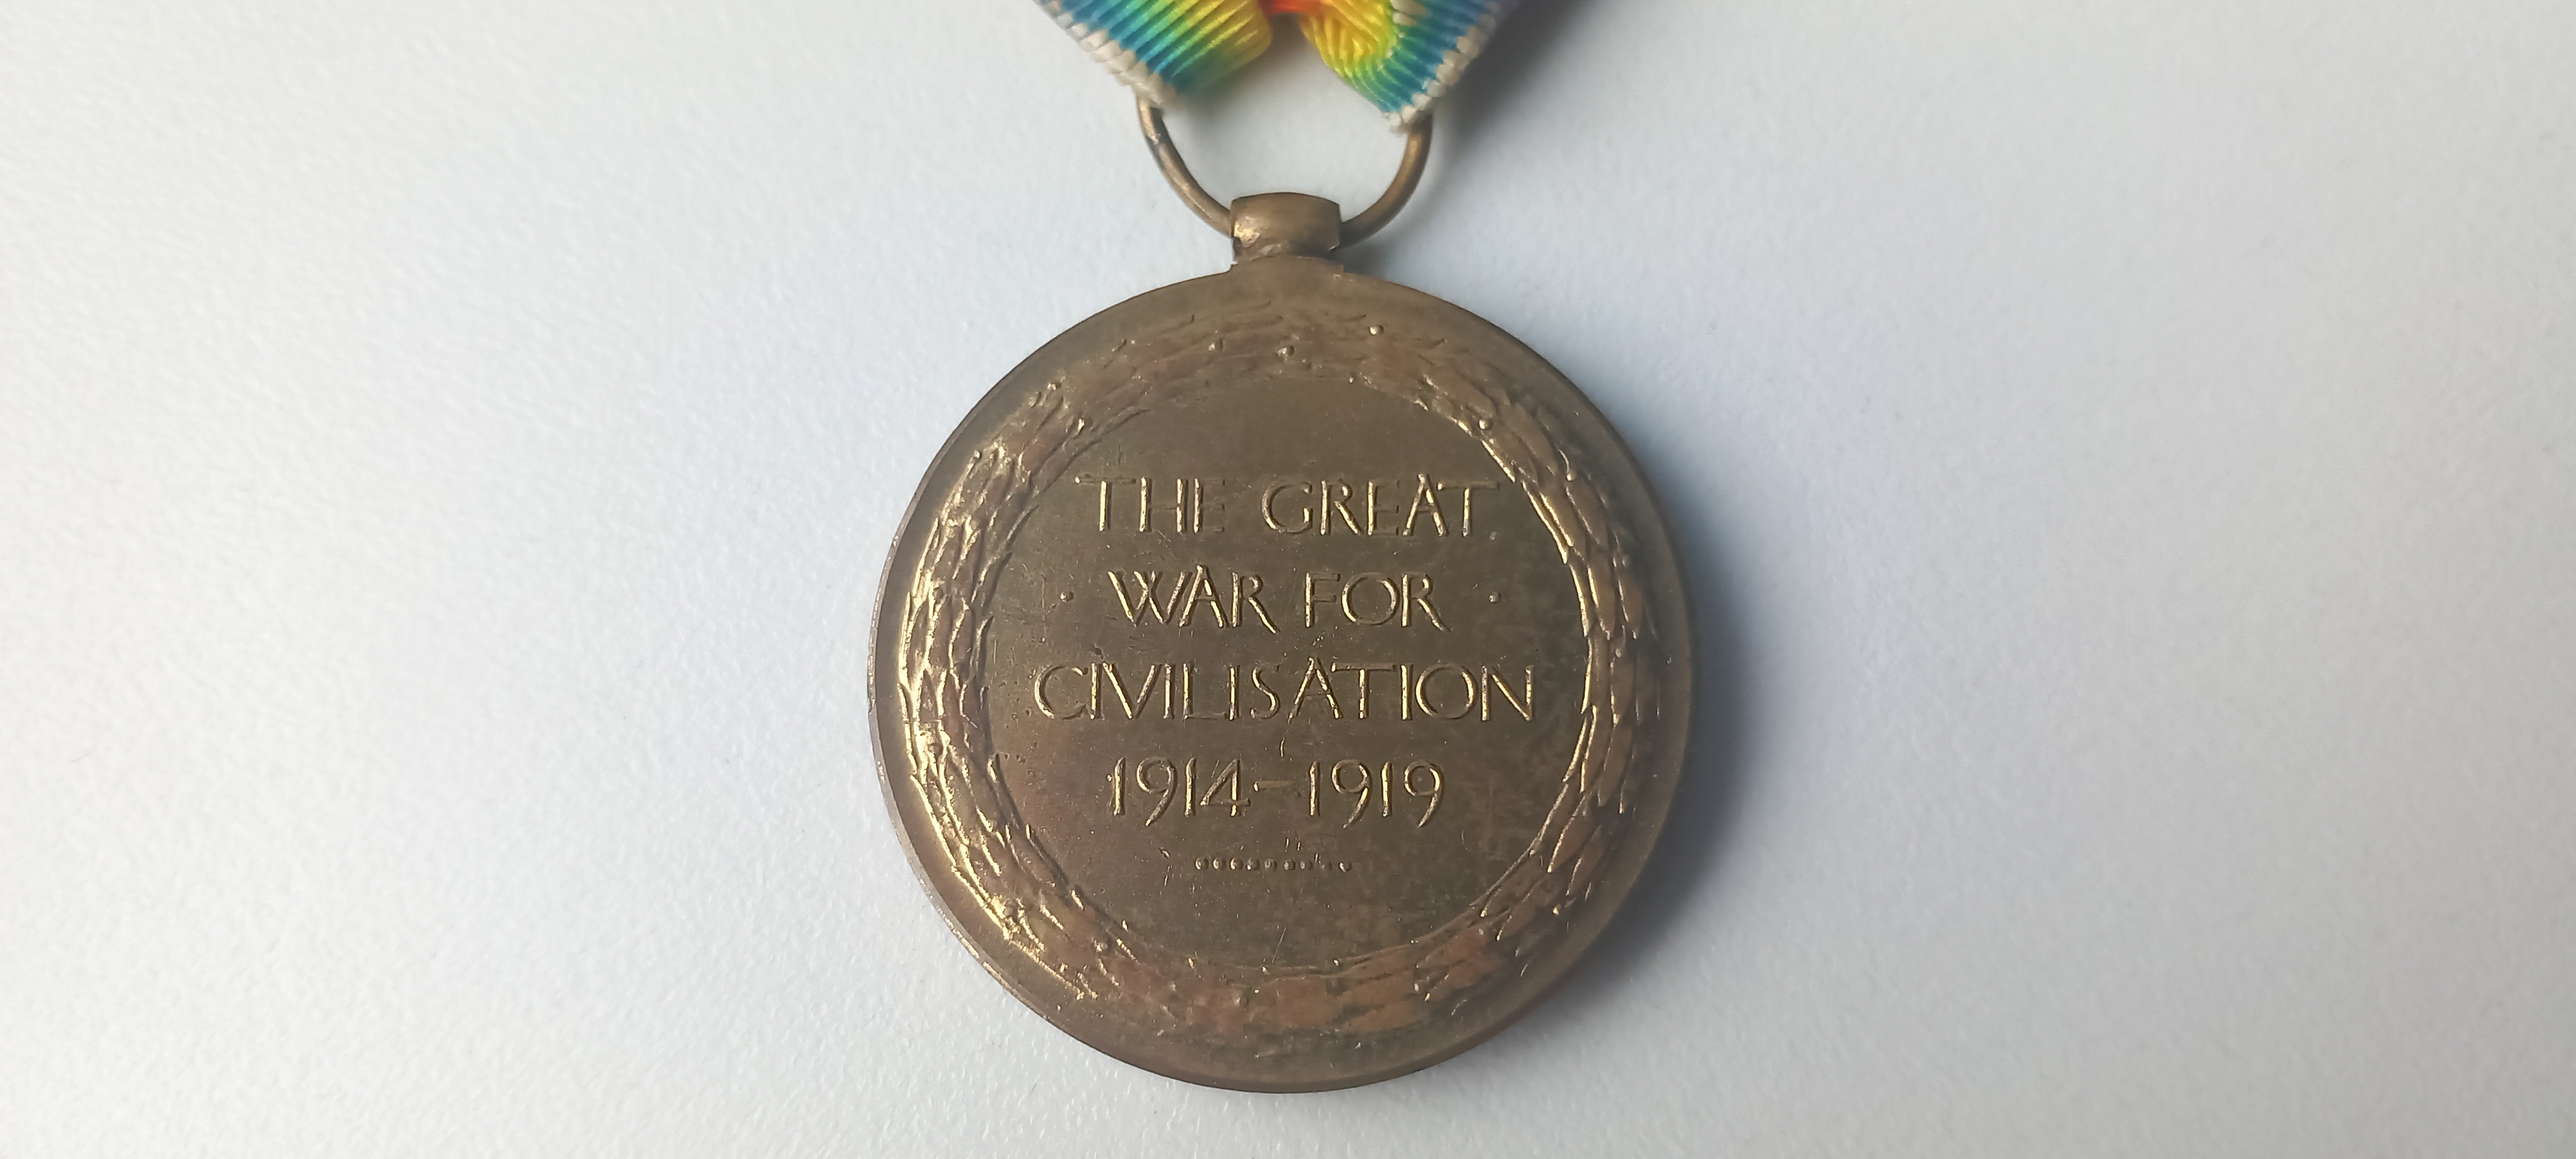 THE GREAT
· WAR FOR ·
CIVILISATION
1914-1919